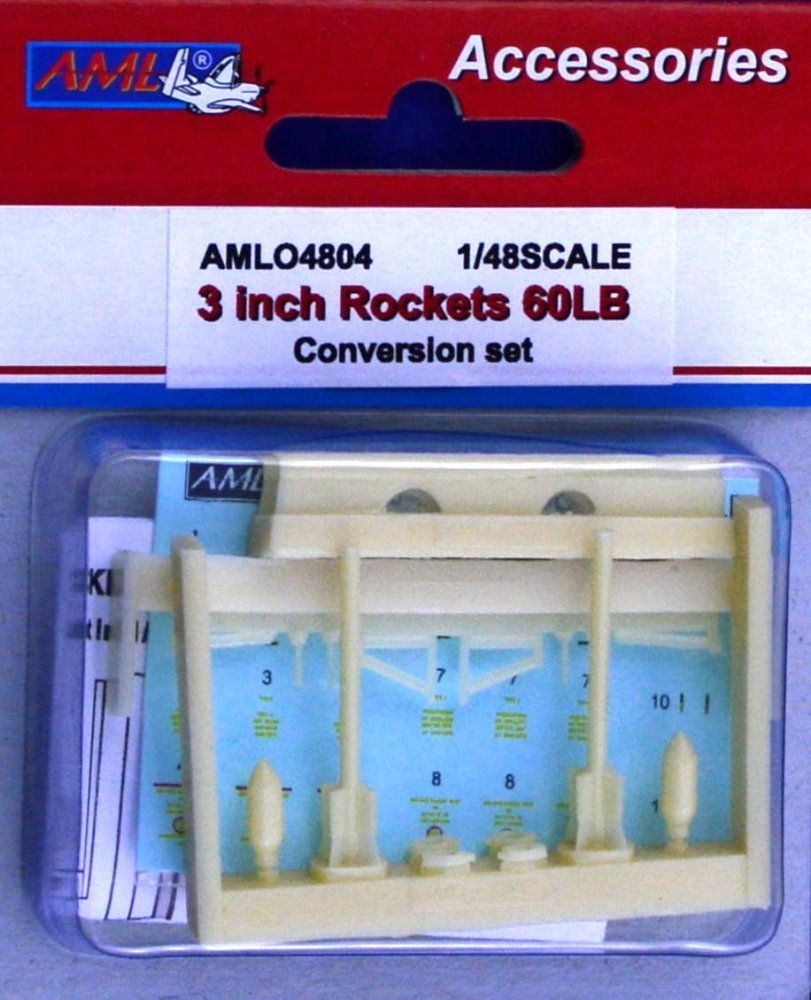 AML®
Accessories
AMLO4804 1/48SCALE
3 inch Rockets 60LB
Conversion set
AML
3
7
7
7
10
8
8